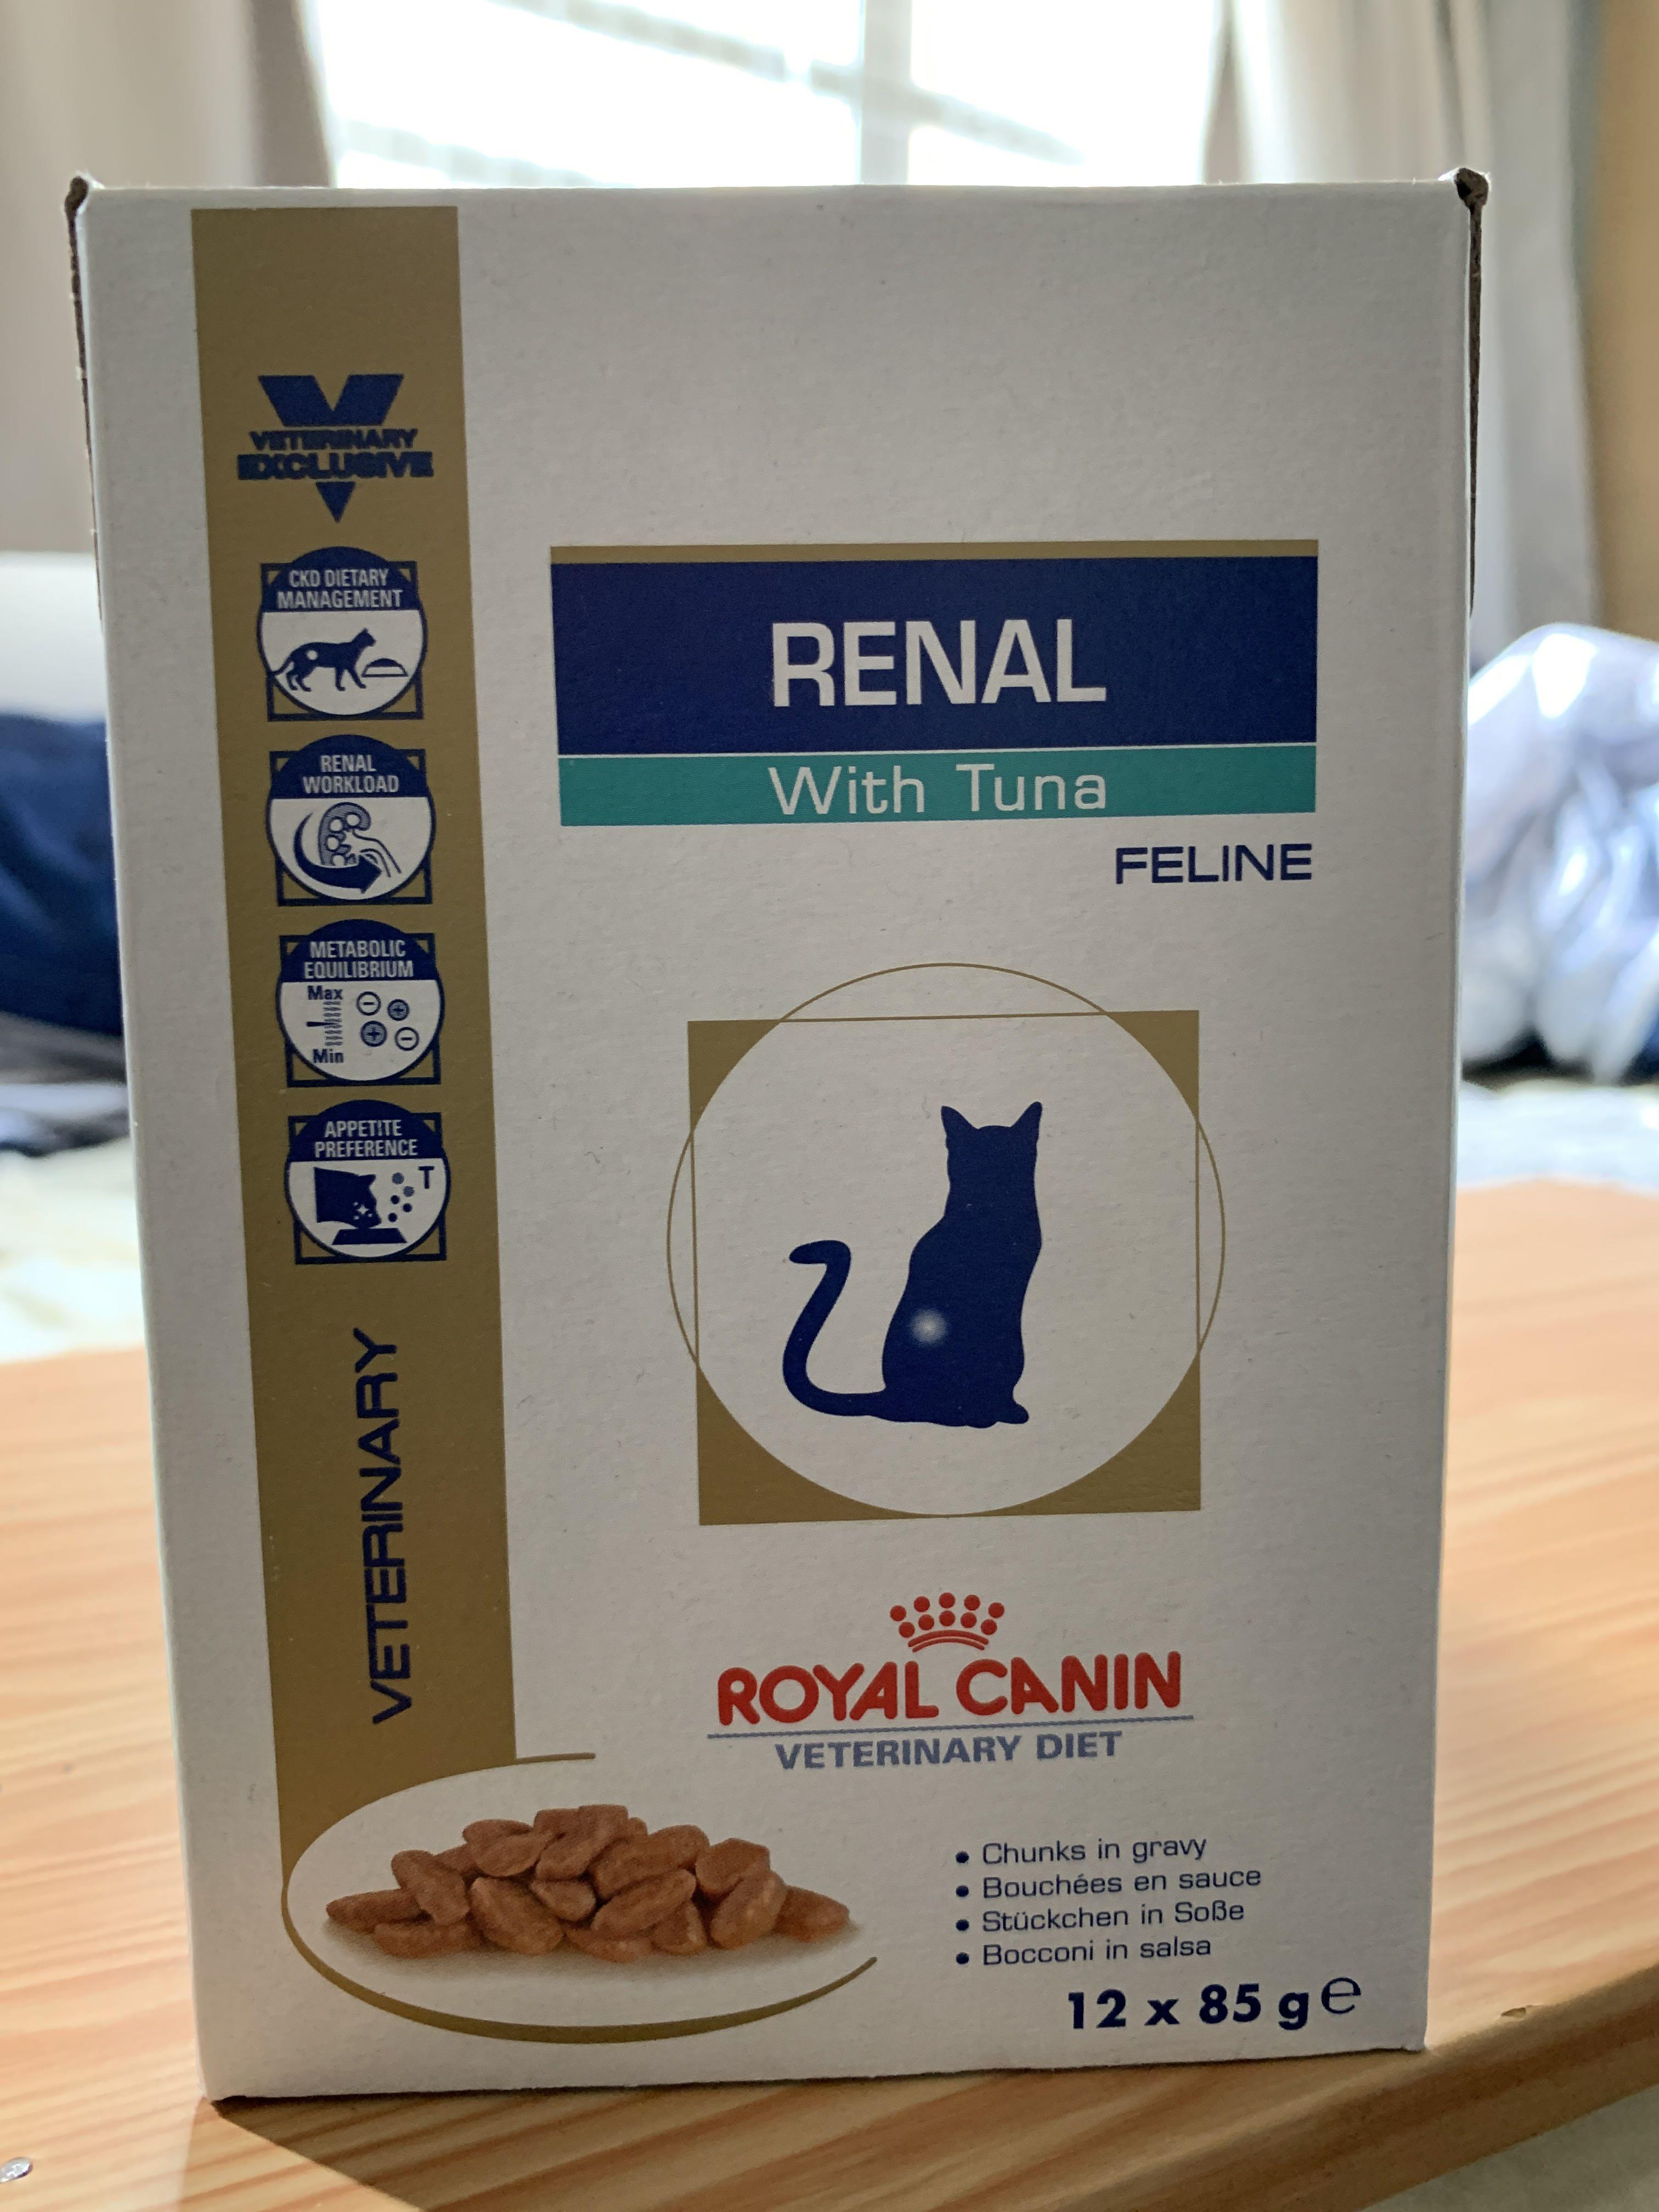 VETERINARY
EXCLUSIVE
CKD DIETARY
MANAGEMENT
RENAL
WORKLOAD
METABOLIC
EQUILIBRIUM
Max
Min
APPETITE
PREFERENCE
T
VETERINARY
RENAL
With Tuna
FELINE
ROYAL CANIN
VETERINARY DIET
• Chunks in gravy
• Bouchées en sauce
• Stückchen in Soße
• Bocconi in salsa
12 x 85 g e